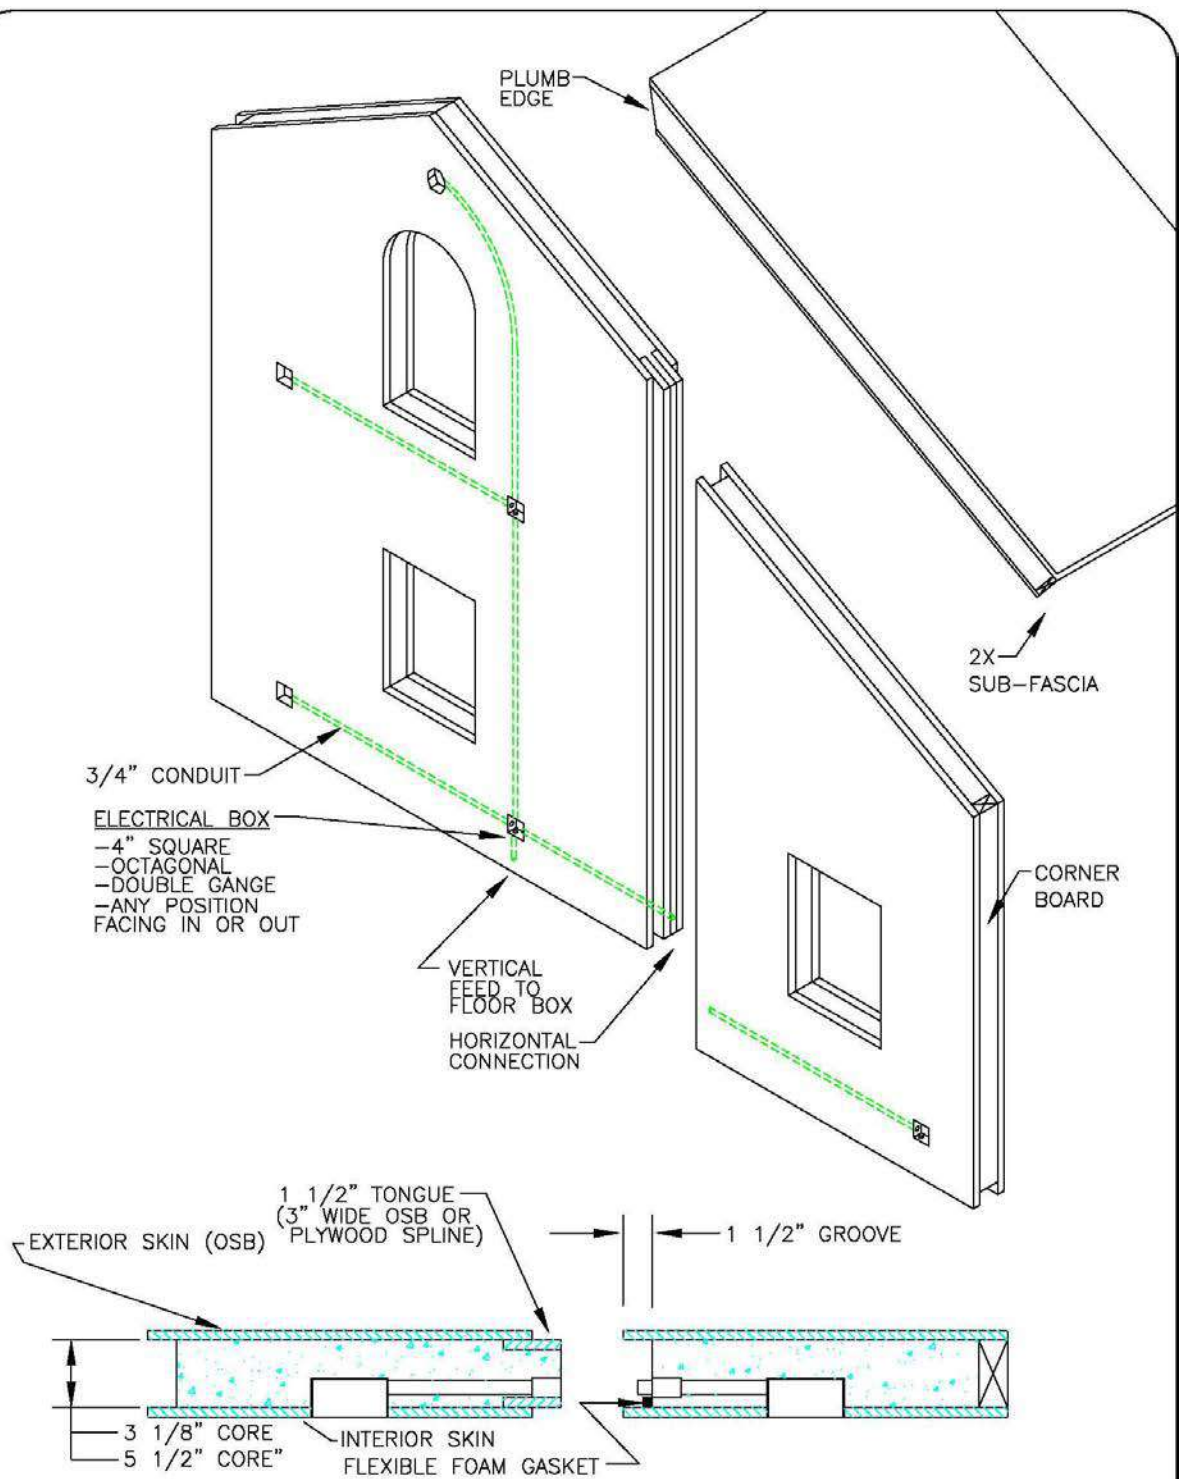 PLUMB
EDGE
2X
SUB-FASCIA
3/4" CONDUIT
ELECTRICAL BOX
-4" SQUARE
-OCTAGONAL
-DOUBLE GANGE
-ANY POSITION
FACING IN OR OUT
CORNER
BOARD
VERTICAL
FEED TO
FLOOR BOX
HORIZONTAL
CONNECTION
1 1/2" TONGUE
(3" WIDE OSB OR
PLYWOOD SPLINE)
EXTERIOR SKIN (OSB)
1 1/2" GROOVE
3 1/8" CORE
5 1/2" CORE"
INTERIOR SKIN
FLEXIBLE FOAM GASKET